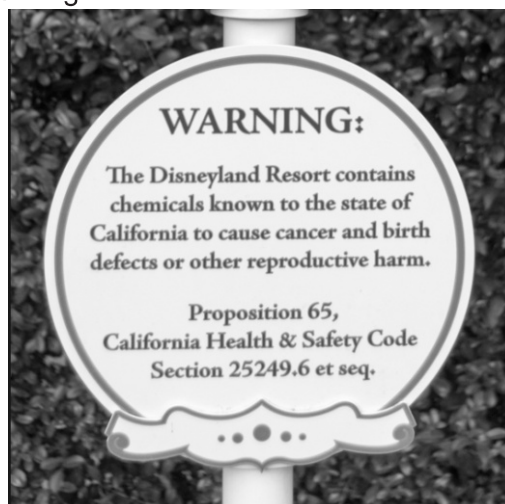 WARNING:
The Disneyland Resort contains
chemicals known to the state of
California to cause cancer and birth
defects or other reproductive harm.
Proposition 65,
California Health & Safety Code
Section 25249.6 et seq.